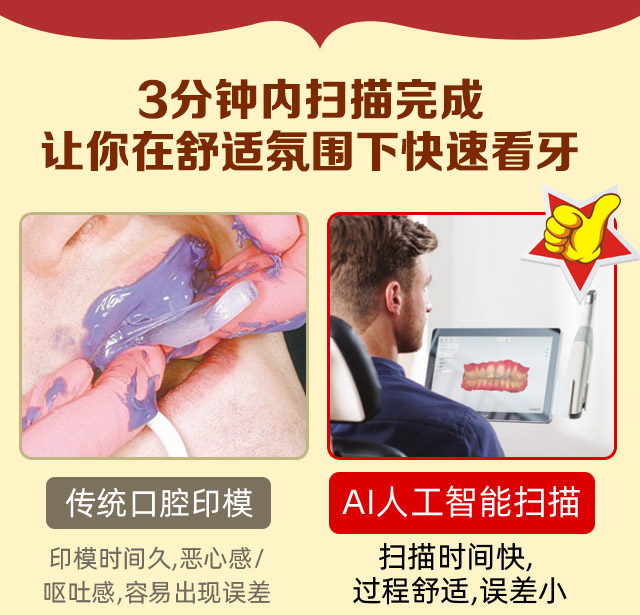 3分钟内扫描完成
让你在舒适氛围下快速看牙
传统口腔印模
AI人工智能扫描
印模时间久,恶心感/
呕吐感,容易出现误差
扫描时间快,
过程舒适,误差小